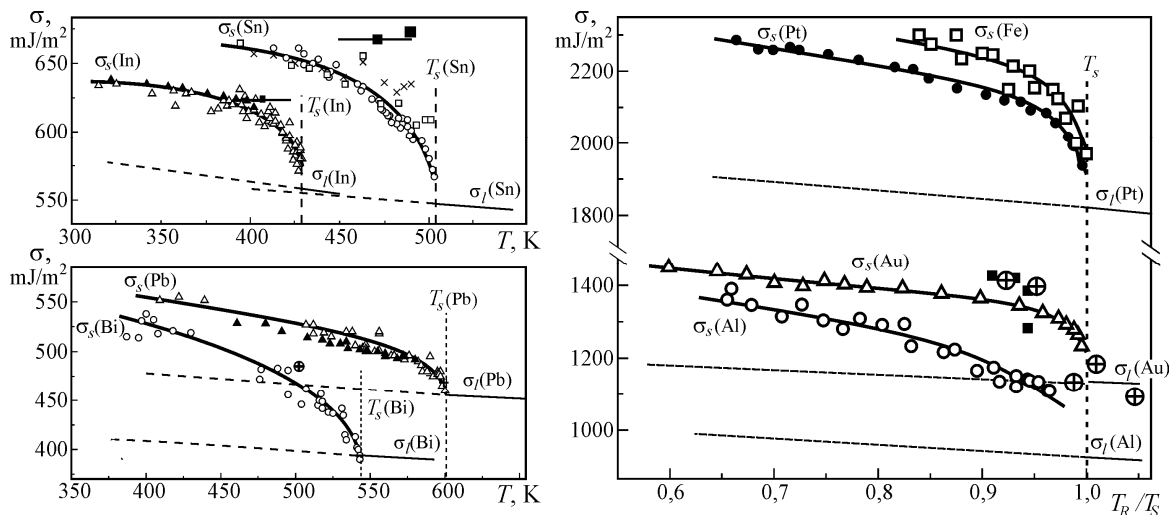 σ,
mJ/m²
σs(Sn)
650
σs(In)
Ts(Sn)
Ts(In)
600
σl(In)
σl(Sn)
550
300 350 400 450 500 T, K
σ,
mJ/m²
σs(Pb)
550
σs(Bi)
Ts(Pb)
500
σl(Pb)
450
Ts(Bi)
σl(Bi)
400
350 400 450 500 550 600 T, K
σ,
mJ/m²
σs(Pt)
σs(Fe)
2200
Ts
2100
2000
1900
σl(Pt)
1800
1400
σs(Au)
σs(Al)
1200
σl(Au)
1000
σl(Al)
0,6 0,7 0,8 0,9 1,0 TR/TS